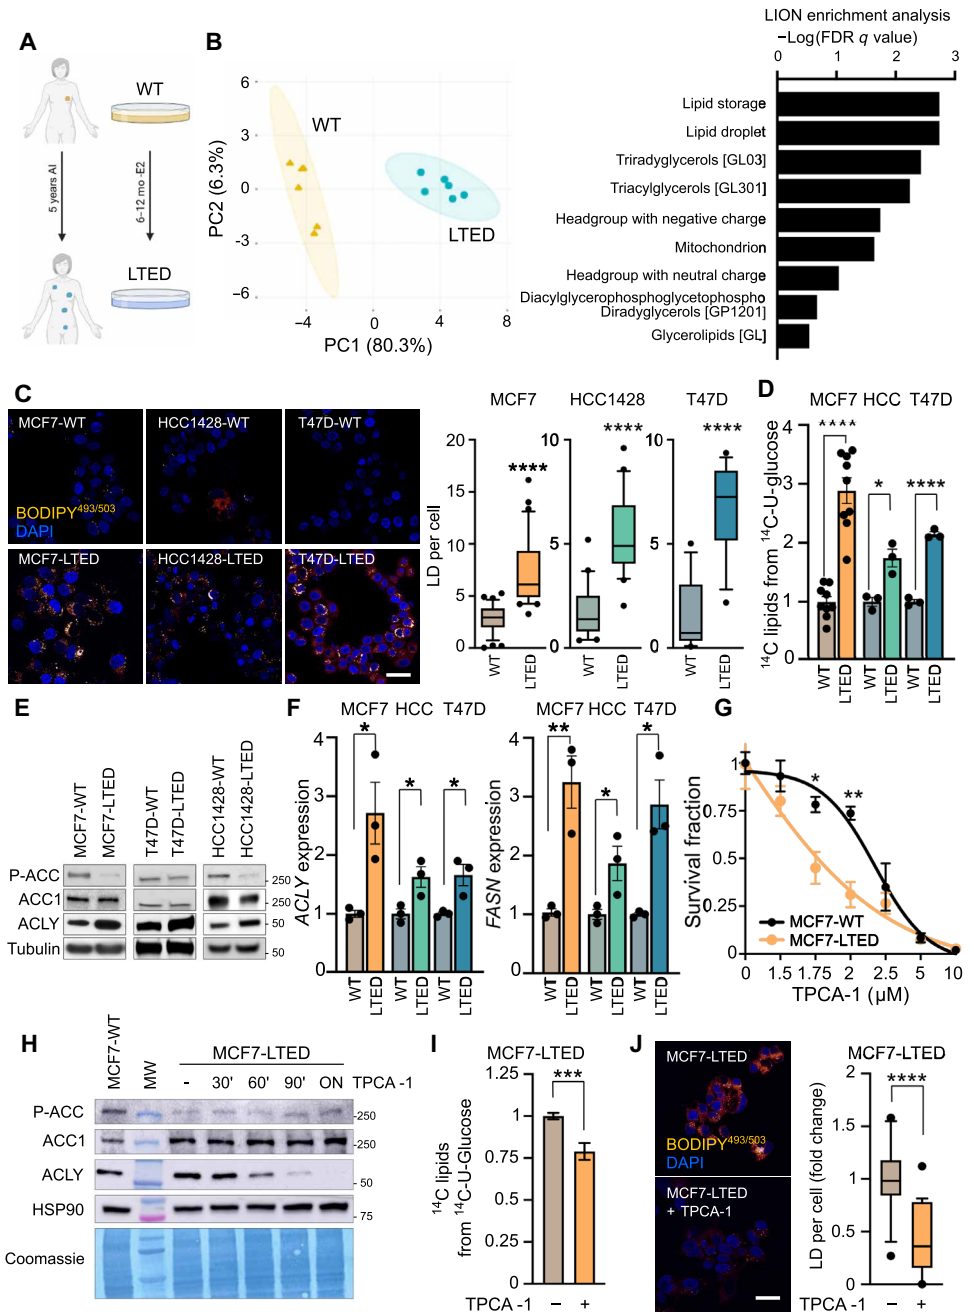 A
WT
5 years AI
6–12 mo -E2
LTED
B
6
3
0
−3
−6
PC2 (6.3%)
WT
LTED
−4
0
4
8
PC1 (80.3%)
LION enrichment analysis
−Log(FDR q value)
0
1
2
3
Lipid storage
Lipid droplet
Triradyglycerols [GL03]
Triacylglycerols [GL301]
Headgroup with negative charge
Mitochondrion
Headgroup with neutral charge
Diacylglycerophosphoglycetophospho
Diradyglycerols [GP1201]
Glycerolipids [GL]
C
MCF7-WT
HCC1428-WT
T47D-WT
BODIPY493/503
DAPI
MCF7-LTED
HCC1428-LTED
T47D-LTED
MCF7
HCC1428
T47D
LD per cell
20
15
10
5
0
****
WT
LTED
10
5
0
****
WT
LTED
10
5
0
****
WT
LTED
D
MCF7 HCC T47D
14C lipids from 14C-U-glucose
4
3
2
1
0
****
*
****
WT
LTED
WT
LTED
WT
LTED
E
MCF7-WT
MCF7-LTED
T47D-WT
T47D-LTED
HCC1428-WT
HCC1428-LTED
P-ACC
250
ACC1
250
ACLY
50
Tubulin
50
F
MCF7 HCC T47D
ACLY expression
4
3
2
1
0
*
*
*
WT
LTED
WT
LTED
WT
LTED
MCF7 HCC T47D
FASN expression
4
3
2
1
0
**
*
*
WT
LTED
WT
LTED
WT
LTED
G
Survival fraction
1
0.75
0.5
0.25
0
*
**
MCF7-WT
MCF7-LTED
0
1.5
1.75
2
2.5
5
10
TPCA-1 (µM)
H
MCF7-WT
MW
MCF7-LTED
- 30' 60' 90' ON TPCA -1
P-ACC
250
ACC1
250
ACLY
50
HSP90
75
Coomassie
I
MCF7-LTED
14C lipids
from 14C-U-Glucose
1.25
1
0.75
0.5
0.25
0
***
TPCA -1 − +
J
MCF7-LTED
BODIPY493/503
DAPI
MCF7-LTED
+ TPCA-1
MCF7-LTED
LD per cell (fold change)
2
1.5
1
0.5
0
****
TPCA -1 − +